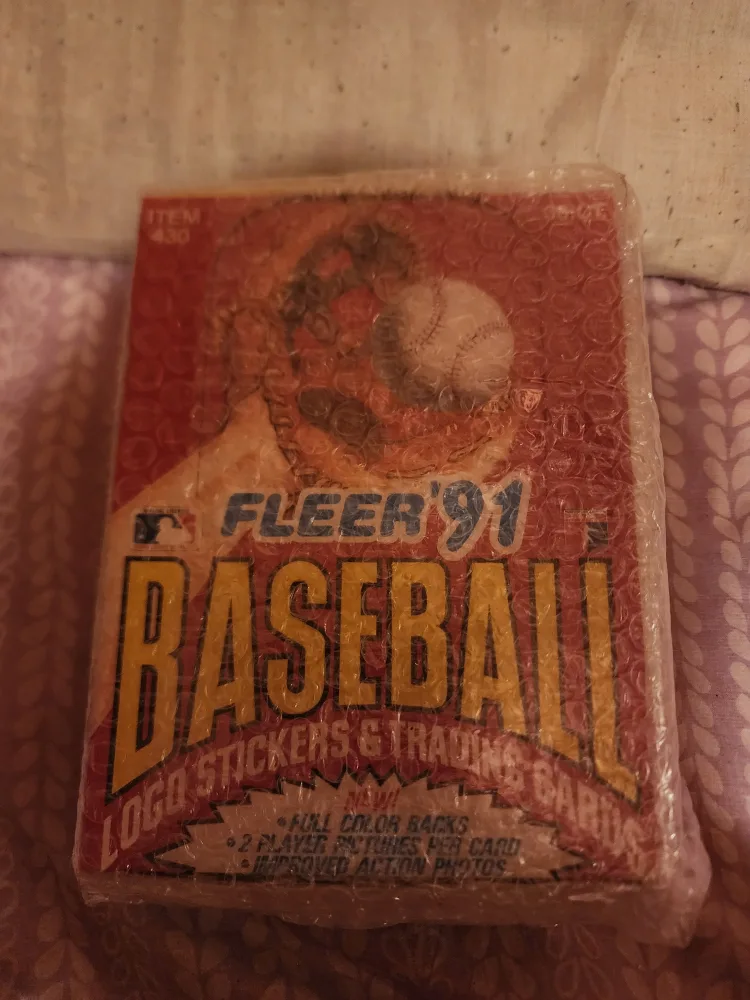 ITEM
430
FLEER '91
BASEBALL
LOGO STICKERS & TRADING CARDS
NEW!
• FULL COLOR BACKS
• 2 PLAYER PICTURES PER CARD
• IMPROVED ACTION PHOTOS